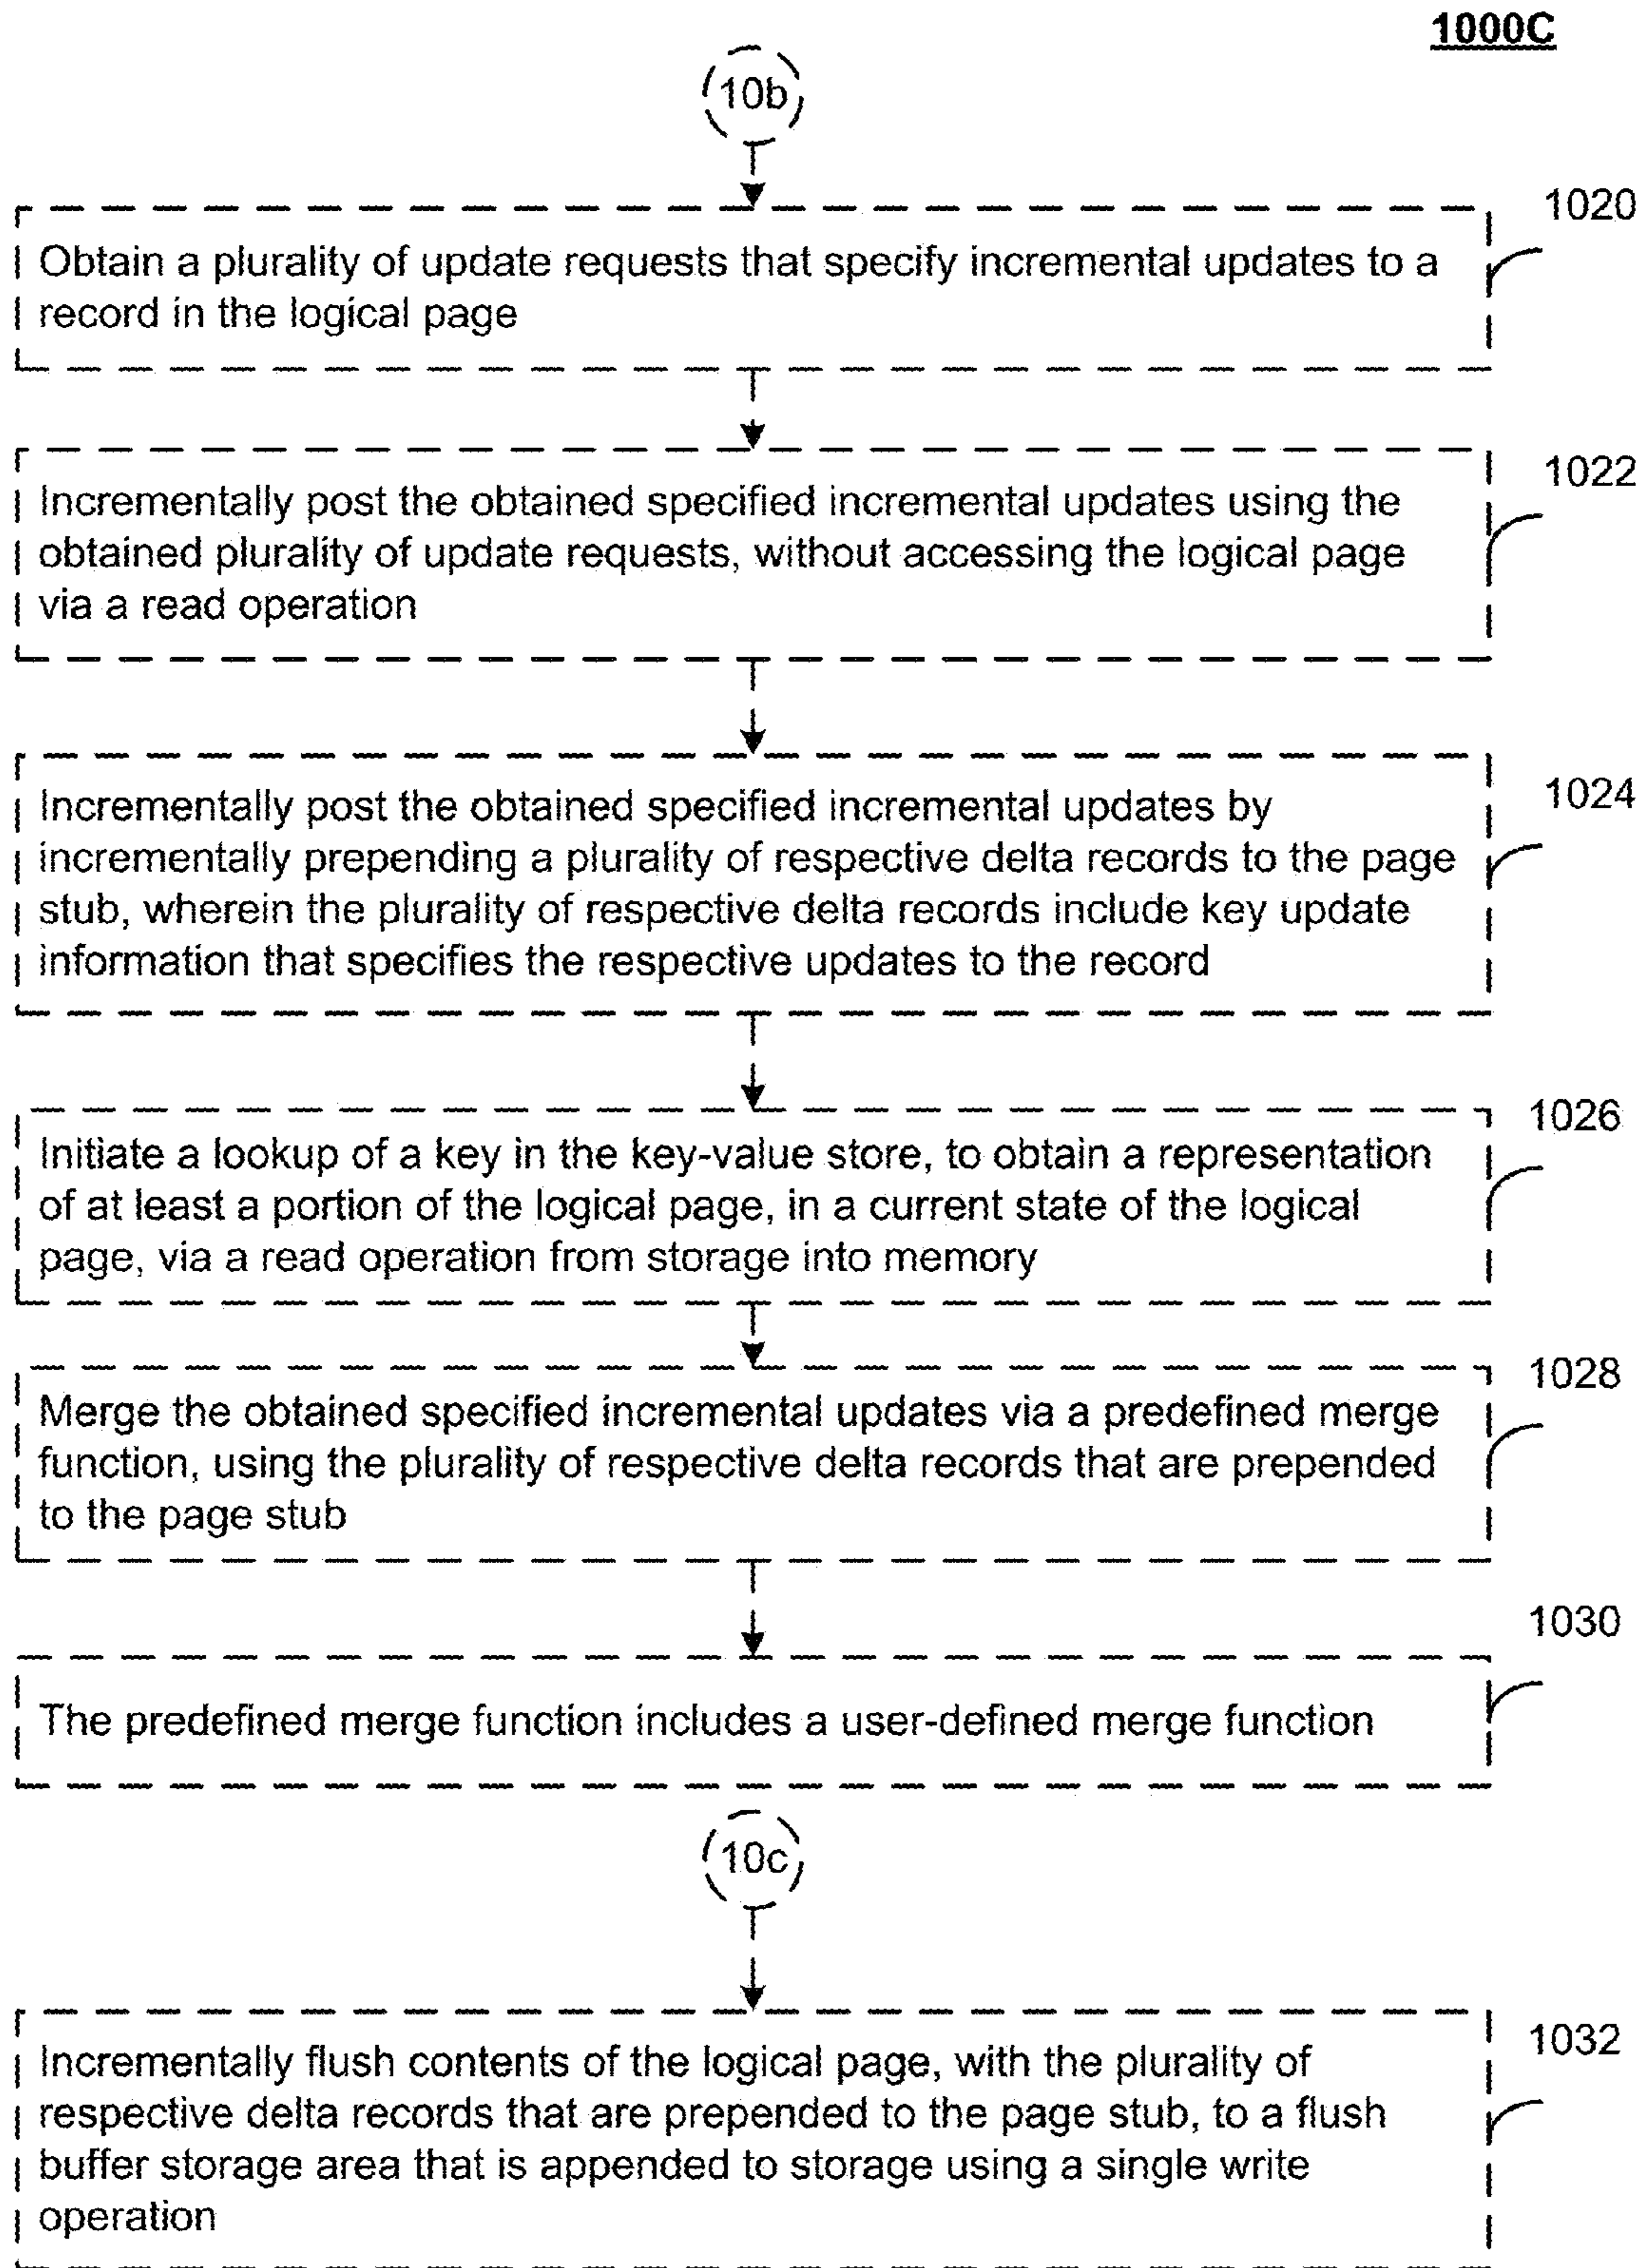 1000C
10b
1020
Obtain a plurality of update requests that specify incremental updates to a
record in the logical page
1022
Incrementally post the obtained specified incremental updates using the
obtained plurality of update requests, without accessing the logical page
via a read operation
1024
Incrementally post the obtained specified incremental updates by
incrementally prepending a plurality of respective delta records to the page
stub, wherein the plurality of respective delta records include key update
information that specifies the respective updates to the record
1026
Initiate a lookup of a key in the key-value store, to obtain a representation
of at least a portion of the logical page, in a current state of the logical
page, via a read operation from storage into memory
1028
Merge the obtained specified incremental updates via a predefined merge
function, using the plurality of respective delta records that are prepended
to the page stub
1030
The predefined merge function includes a user-defined merge function
10c
1032
Incrementally flush contents of the logical page, with the plurality of
respective delta records that are prepended to the page stub, to a flush
buffer storage area that is appended to storage using a single write
operation